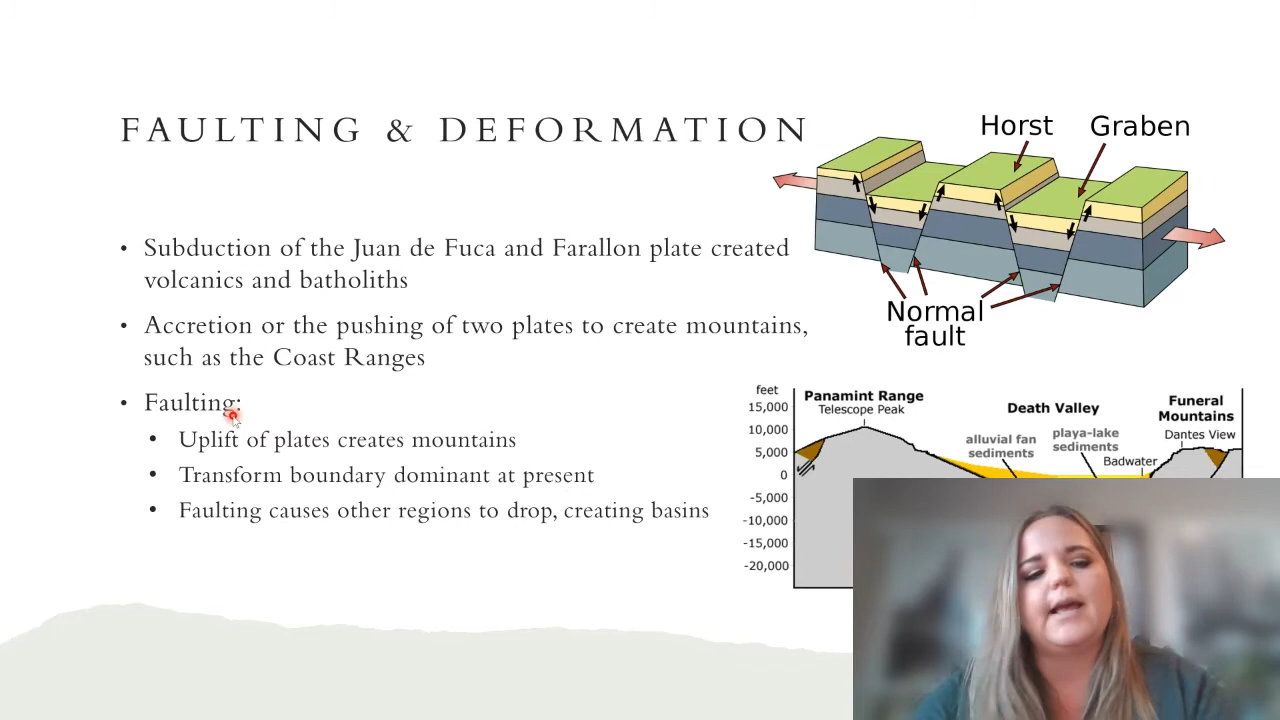 FAULTING & DEFORMATION
• Subduction of the Juan de Fuca and Farallon plate created
volcanics and batholiths
• Accretion or the pushing of two plates to create mountains,
such as the Coast Ranges
• Faulting:
• Uplift of plates creates mountains
• Transform boundary dominant at present
• Faulting causes other regions to drop, creating basins
Horst
Graben
Normal
fault
feet
15,000
10,000
5,000
0
-5,000
-10,000
-15,000
-20,000
Panamint Range
Telescope Peak
Death Valley
alluvial fan
sediments
playa-lake
sediments
Badwater
Funeral
Mountains
Dantes View